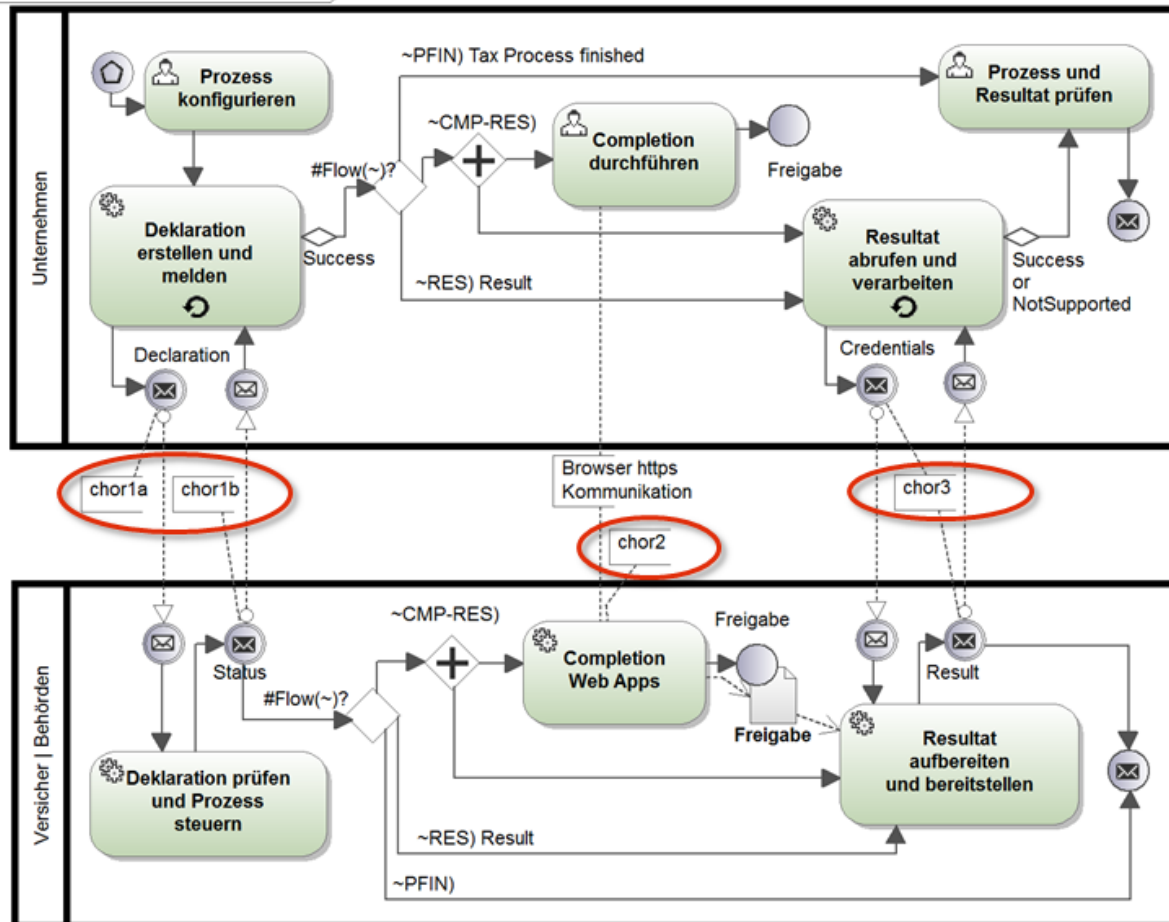 Unternehmen
Prozess
konfigurieren
~PFIN) Tax Process finished
Prozess und
Resultat prüfen
~CMP-RES)
Completion
durchführen
Freigabe
#Flow(~)?
Deklaration
erstellen und
melden
Success
Resultat
abrufen und
verarbeiten
Success
or
NotSupported
~RES) Result
Declaration
Credentials
chor1a
chor1b
Browser https
Kommunikation
chor2
chor3
Versicher | Behörden
~CMP-RES)
Freigabe
Completion
Web Apps
Status
Result
#Flow(~)?
Freigabe
Deklaration prüfen
und Prozess
steuern
Resultat
aufbereiten
und bereitstellen
~RES) Result
~PFIN)